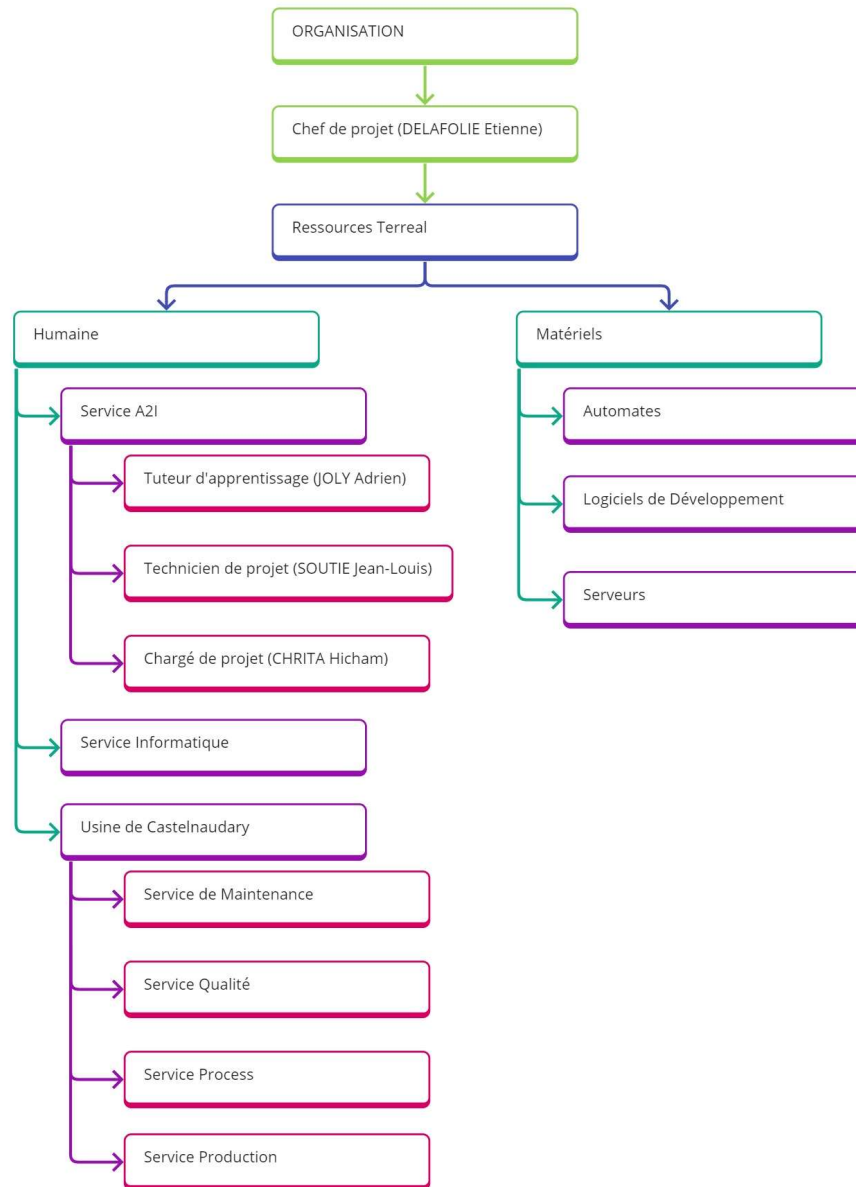 ORGANISATION
Chef de projet (DELAFOLIE Etienne)
Ressources Terreal
Humaine
Service A2I
Tuteur d'apprentissage (JOLY Adrien)
Technicien de projet (SOUTIE Jean-Louis)
Chargé de projet (CHRITA Hicham)
Service Informatique
Usine de Castelnaudary
Service de Maintenance
Service Qualité
Service Process
Service Production
Matériels
Automates
Logiciels de Développement
Serveurs